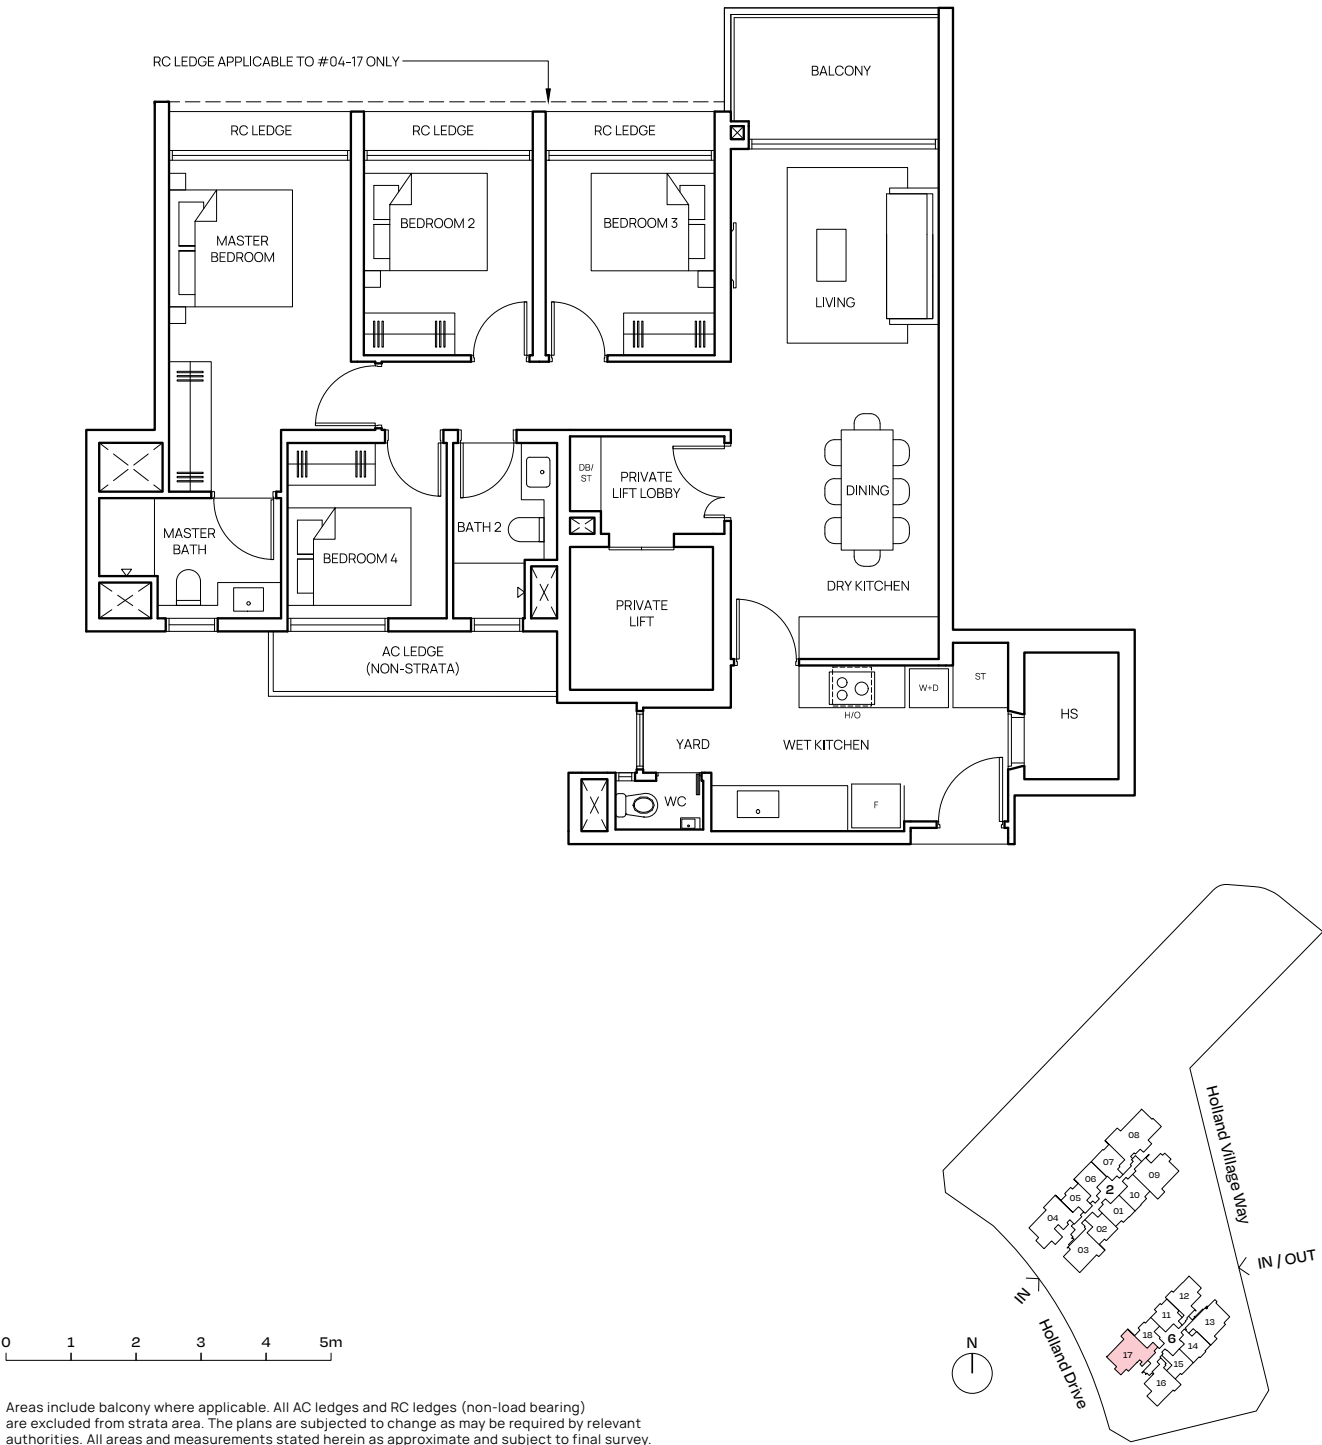 BALCONY
RC LEDGE APPLICABLE TO #04-17 ONLY
RC LEDGE
RC LEDGE
RC LEDGE
MASTER
BEDROOM
BEDROOM 2
BEDROOM 3
LIVING
DB/
ST
PRIVATE
LIFT LOBBY
DINING
MASTER
BATH
BEDROOM 4
BATH 2
DRY KITCHEN
PRIVATE
LIFT
AC LEDGE
(NON-STRATA)
W+D
ST
H/O
HS
YARD
WET KITCHEN
WC
F
Holland Village Way
08
07
09
06
2
10
05
01
04
02
03
IN / OUT
IN
12
11
13
18
6
14
17
15
16
Holland Drive
N
0 1 2 3 4 5m
Areas include balcony where applicable. All AC ledges and RC ledges (non-load bearing)
are excluded from strata area. The plans are subjected to change as may be required by relevant
authorities. All areas and measurements stated herein as approximate and subject to final survey.